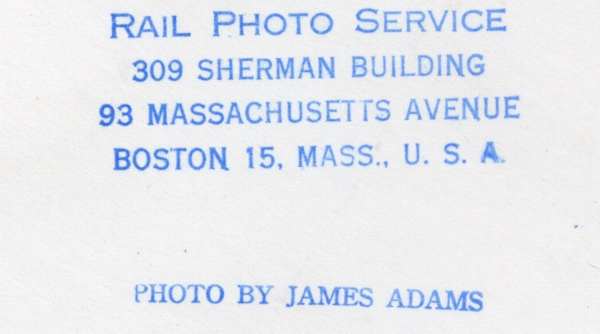 RAIL PHOTO SERVICE
309 SHERMAN BUILDING
93 MASSACHUSETTS AVENUE
BOSTON 15, MASS., U. S. A.
PHOTO BY JAMES ADAMS